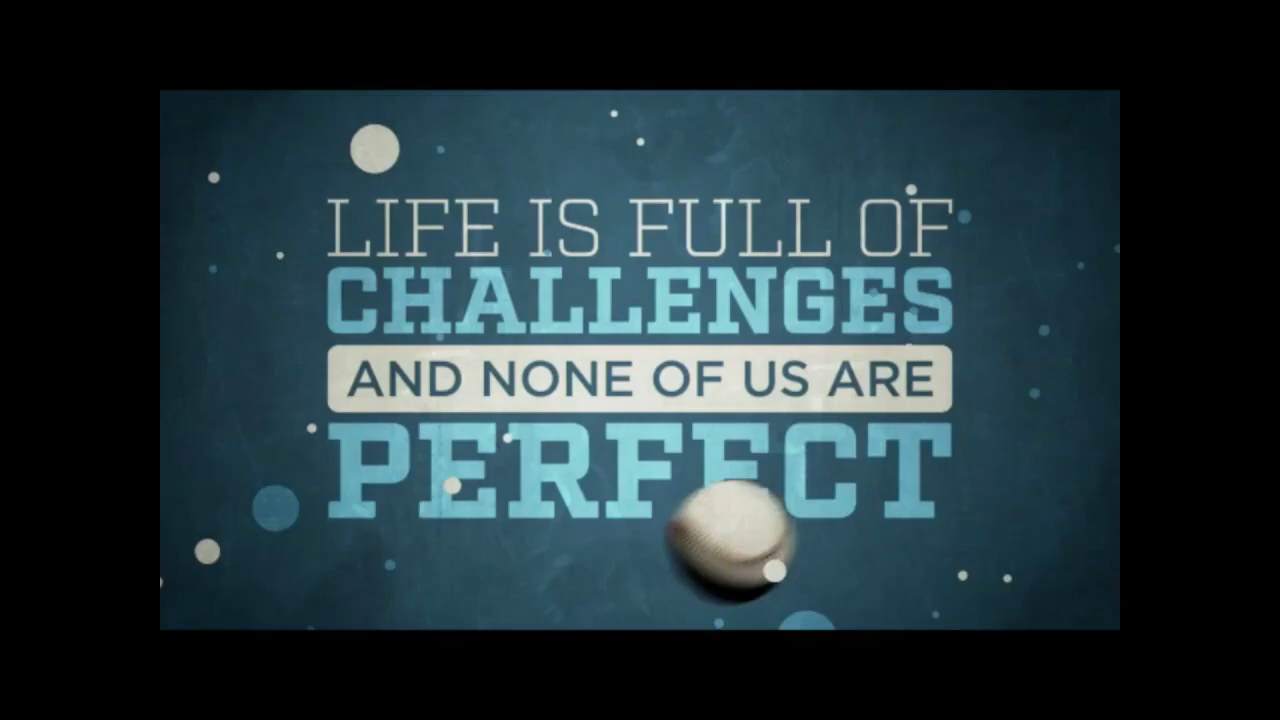 LIFE IS FULL OF
CHALLENGES
AND NONE OF US ARE
PERFECT